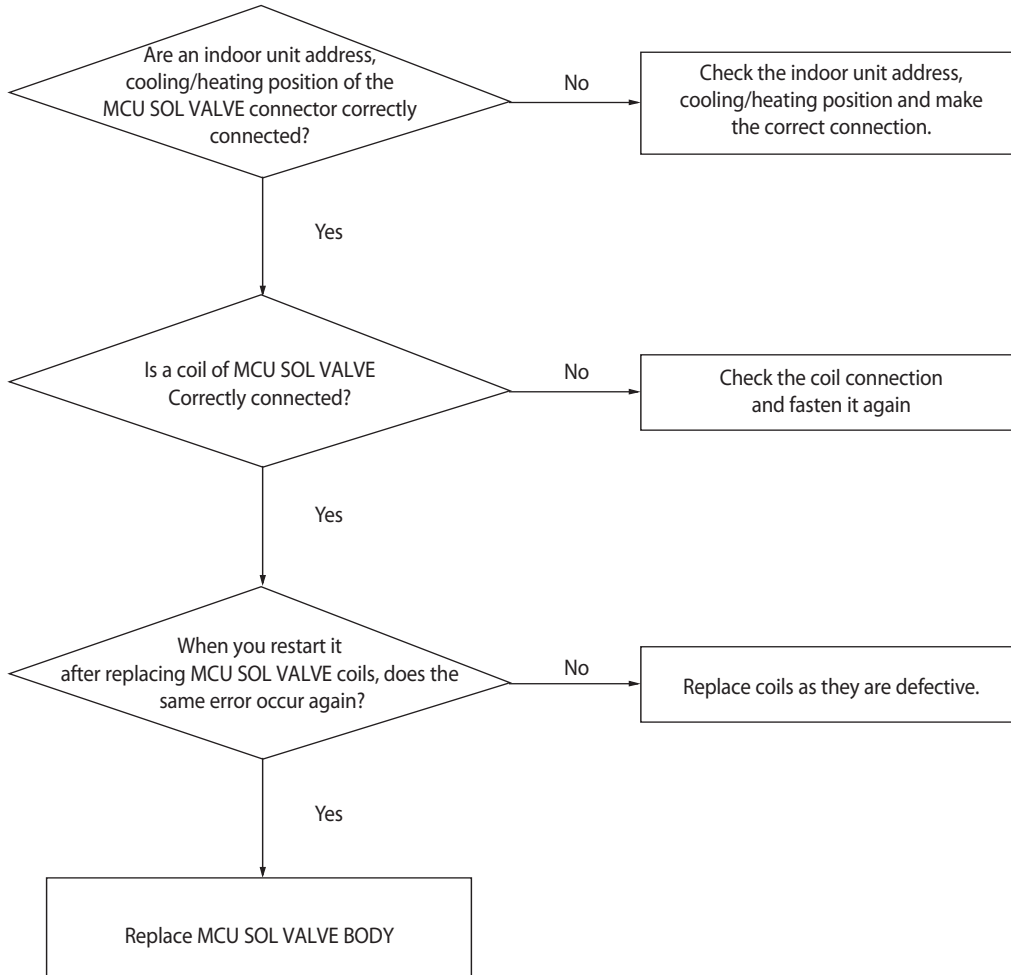 Are an indoor unit address,
cooling/heating position of the
MCU SOL VALVE connector correctly
connected?
No
Check the indoor unit address,
cooling/heating position and make
the correct connection.
Yes
Is a coil of MCU SOL VALVE
Correctly connected?
No
Check the coil connection
and fasten it again
Yes
When you restart it
after replacing MCU SOL VALVE coils, does the
same error occur again?
No
Replace coils as they are defective.
Yes
Replace MCU SOL VALVE BODY